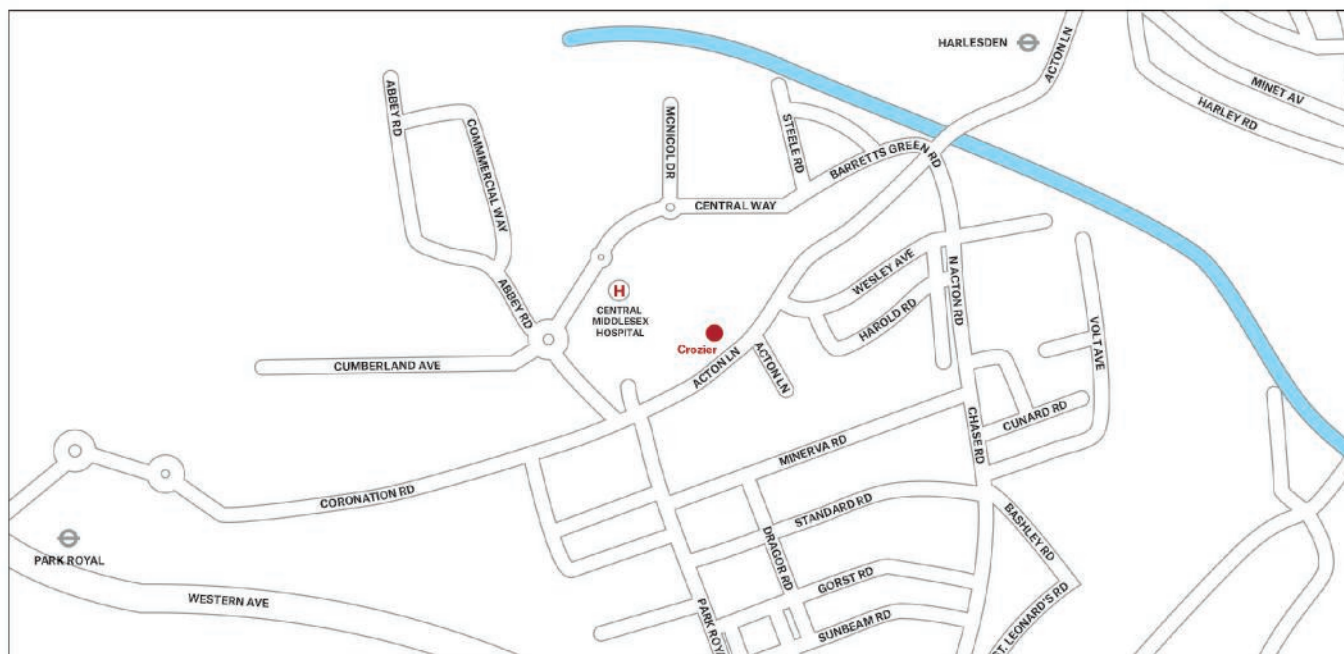 HARLESDEN
ACTON LN
MINET AV
HARLEY RD
ABBEY RD
COMMMERCIAL WAY
MCNICOL DR
STEELE RD
BARRETTS GREEN RD
CENTRAL WAY
WESLEY AVE
N ACTON RD
HAROLD RD
VOLT AVE
ABBEY RD
H
CENTRAL
MIDDLESEX
HOSPITAL
Crozier
ACTON LN
ACTON LN
CUMBERLAND AVE
CUNARD RD
CHASE RD
MINERVA RD
CORONATION RD
STANDARD RD
BASHLEY RD
DRAGOR RD
PARK ROYAL
GORST RD
WESTERN AVE
PARK ROYA
SUNBEAM RD
ST. LEONARD'S RD